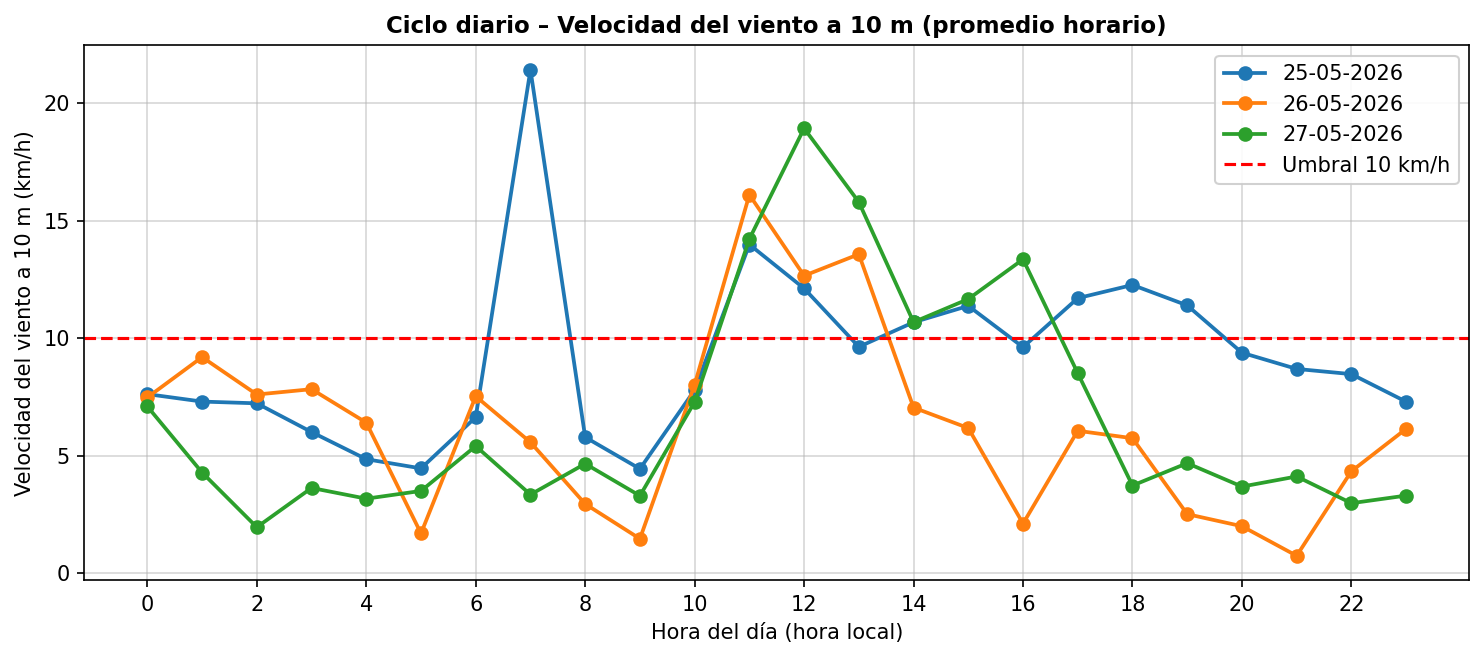 Ciclo diario – Velocidad del viento a 10 m (promedio horario)
25-05-2026
26-05-2026
27-05-2026
Umbral 10 km/h
Velocidad del viento a 10 m (km/h)
20
15
10
5
0
0 2 4 6 8 10 12 14 16 18 20 22
Hora del día (hora local)